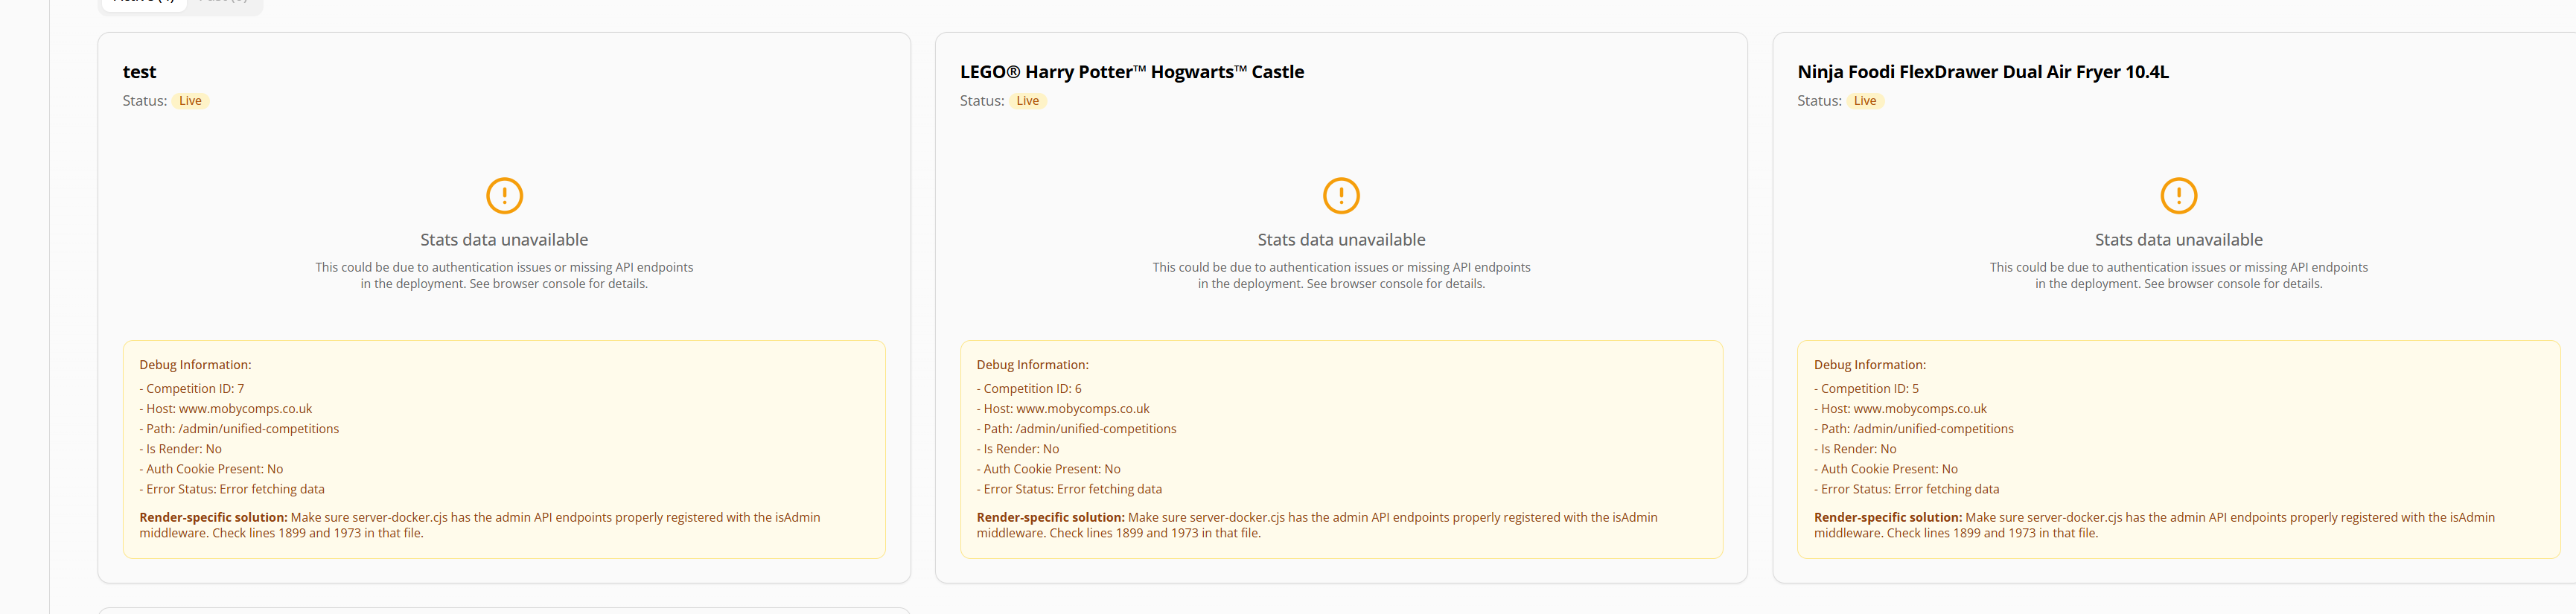 test
Status: Live
Stats data unavailable
This could be due to authentication issues or missing API endpoints
in the deployment. See browser console for details.
Debug Information:
- Competition ID: 7
- Host: www.mobycomps.co.uk
- Path: /admin/unified-competitions
- Is Render: No
- Auth Cookie Present: No
- Error Status: Error fetching data
Render-specific solution: Make sure server-docker.cjs has the admin API endpoints properly registered with the isAdmin
middleware. Check lines 1899 and 1973 in that file.
LEGO® Harry Potter™ Hogwarts™ Castle
Status: Live
Stats data unavailable
This could be due to authentication issues or missing API endpoints
in the deployment. See browser console for details.
Debug Information:
- Competition ID: 6
- Host: www.mobycomps.co.uk
- Path: /admin/unified-competitions
- Is Render: No
- Auth Cookie Present: No
- Error Status: Error fetching data
Render-specific solution: Make sure server-docker.cjs has the admin API endpoints properly registered with the isAdmin
middleware. Check lines 1899 and 1973 in that file.
Ninja Foodi FlexDrawer Dual Air Fryer 10.4L
Status: Live
Stats data unavailable
This could be due to authentication issues or missing API endpoints
in the deployment. See browser console for details.
Debug Information:
- Competition ID: 5
- Host: www.mobycomps.co.uk
- Path: /admin/unified-competitions
- Is Render: No
- Auth Cookie Present: No
- Error Status: Error fetching data
Render-specific solution: Make sure server-docker.cjs has the admin API endpoints properly registered with the isAdmin
middleware. Check lines 1899 and 1973 in that file.